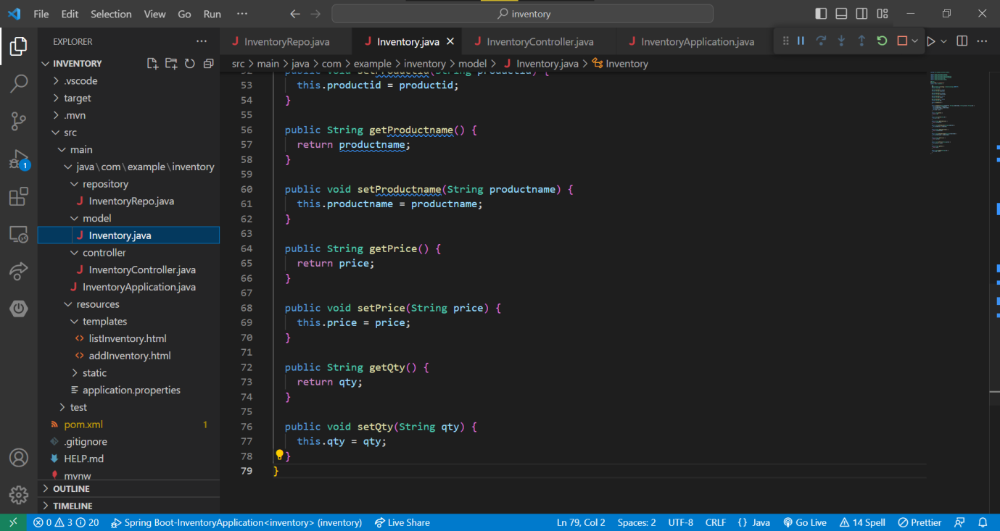 File Edit Selection View Go Run ··· inventory
EXPLORER ···
InventoryRepo.java Inventory.java InventoryController.java InventoryApplication.java
INVENTORY
src > main > java > com > example > inventory > model > Inventory.java > Inventory
.vscode
target
.mvn
src
main
java\com\example\inventory
repository
InventoryRepo.java
model
Inventory.java
controller
InventoryController.java
InventoryApplication.java
resources
templates
listInventory.html
addInventory.html
static
application.properties
test
pom.xml 1
.gitignore
HELP.md
mvnw
OUTLINE
TIMELINE
1
52 public void setProductid(String productid) {
53 this.productid = productid;
54 }
55
56 public String getProductname() {
57 return productname;
58 }
59
60 public void setProductname(String productname) {
61 this.productname = productname;
62 }
63
64 public String getPrice() {
65 return price;
66 }
67
68 public void setPrice(String price) {
69 this.price = price;
70 }
71
72 public String getQty() {
73 return qty;
74 }
75
76 public void setQty(String qty) {
77 this.qty = qty;
78 }
79 }
0 3 20 Spring Boot-InventoryApplication<inventory> (inventory) Live Share Ln 79, Col 2 Spaces: 2 UTF-8 CRLF {} Java Go Live 14 Spell Prettier